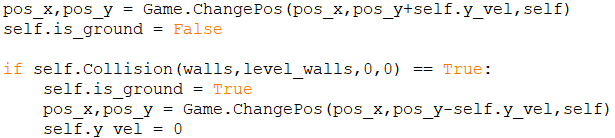 pos_x,pos_y = Game.ChangePos(pos_x,pos_y+self.y_vel,self)
self.is_ground = False

if self.Collision(walls,level_walls,0,0) == True:
    self.is_ground = True
    pos_x,pos_y = Game.ChangePos(pos_x,pos_y-self.y_vel,self)
    self.y_vel = 0